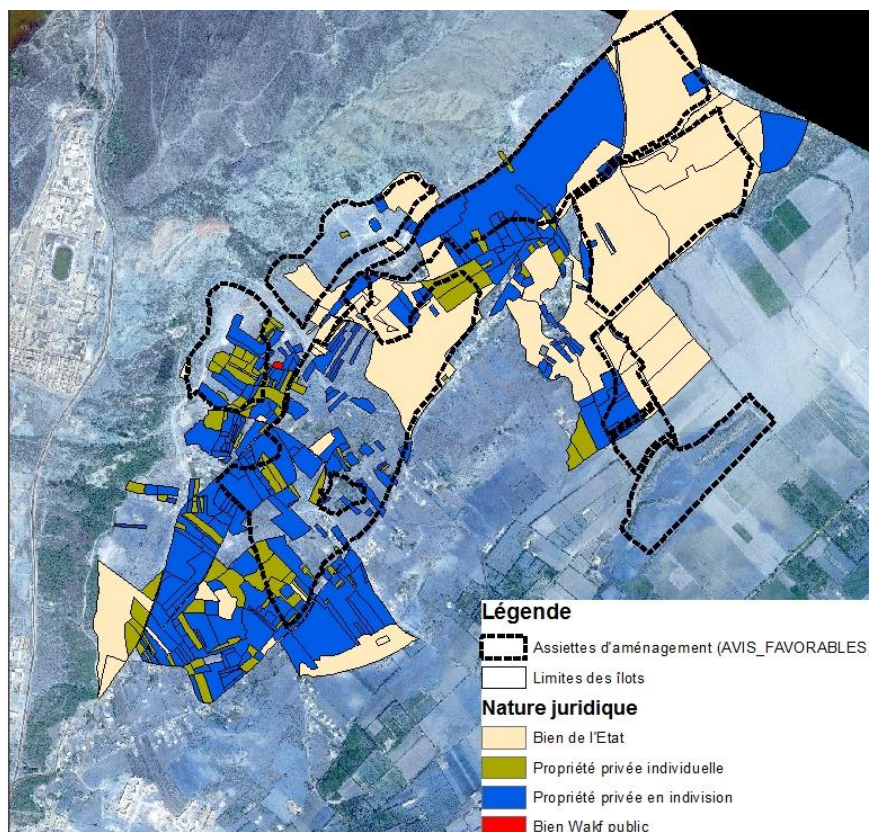 Légende
Assiettes d'aménagement (AVIS_FAVORABLES)
Limites des îlots
Nature juridique
Bien de l'Etat
Propriété privée individuelle
Propriété privée en indivision
Bien Wakf public